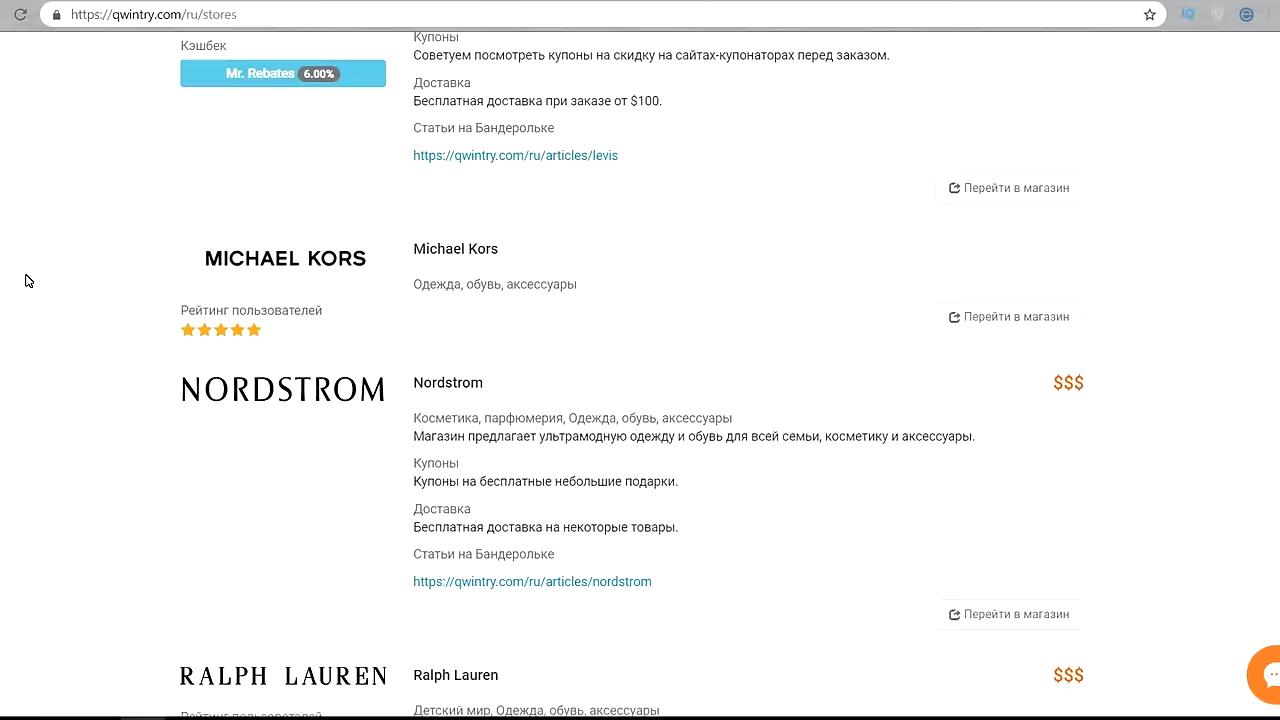 https://qwintry.com/ru/stores
Кэшбек
Mr. Rebates 6.00%
Купоны
Советуем посмотреть купоны на скидку на сайтах-купонаторах перед заказом.
Доставка
Бесплатная доставка при заказе от $100.
Статьи на Бандерольке
https://qwintry.com/ru/articles/levis
Перейти в магазин
MICHAEL KORS
Рейтинг пользователей
Michael Kors
Одежда, обувь, аксессуары
Перейти в магазин
NORDSTROM
Nordstrom
$$$
Косметика, парфюмерия, Одежда, обувь, аксессуары
Магазин предлагает ультрамодную одежду и обувь для всей семьи, косметику и аксессуары.
Купоны
Купоны на бесплатные небольшие подарки.
Доставка
Бесплатная доставка на некоторые товары.
Статьи на Бандерольке
https://qwintry.com/ru/articles/nordstrom
Перейти в магазин
RALPH LAUREN
Рейтинг пользователей
Ralph Lauren
$$$
Детский мир, Одежда, обувь, аксессуары